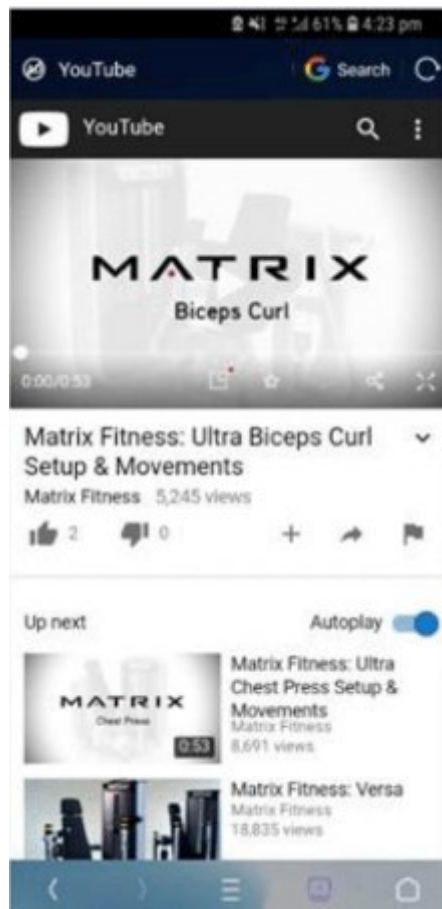 61% 4:23 pm
YouTube
Search
YouTube
MATRIX
Biceps Curl
0:00/0:53
Matrix Fitness: Ultra Biceps Curl
Setup & Movements
Matrix Fitness 5,245 views
2 0
Up next Autoplay
MATRIX
Chest Press
0:53
Matrix Fitness: Ultra
Chest Press Setup &
Movements
Matrix Fitness
8,691 views
Matrix Fitness: Versa
Matrix Fitness
18,835 views